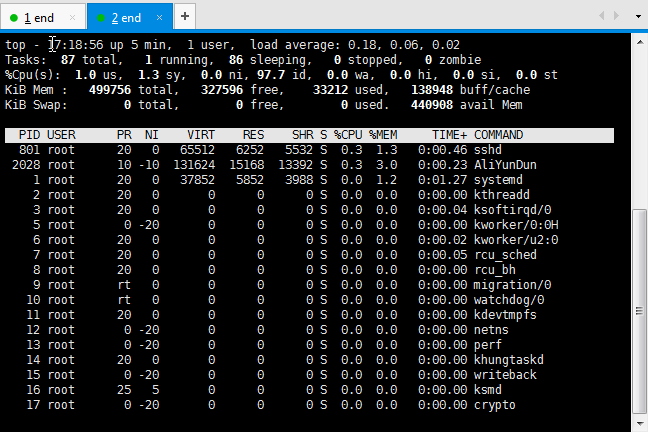 1 end × 2 end × +
top - 17:18:56 up 5 min,  1 user,  load average: 0.18, 0.06, 0.02
Tasks:  87 total,   1 running,  86 sleeping,   0 stopped,   0 zombie
%Cpu(s):  1.0 us,  1.3 sy,  0.0 ni, 97.7 id,  0.0 wa,  0.0 hi,  0.0 si,  0.0 st
KiB Mem :   499756 total,   327596 free,    33212 used,   138948 buff/cache
KiB Swap:        0 total,        0 free,        0 used.   440908 avail Mem
PID USER      PR  NI    VIRT    RES    SHR S %CPU %MEM     TIME+ COMMAND
801 root      20   0   65512   6252   5532 S  0.3  1.3   0:00.46 sshd
2028 root      10 -10  131624  15168  13392 S  0.3  3.0   0:00.23 AliYunDun
1 root      20   0   37852   5852   3988 S  0.0  1.2   0:01.27 systemd
2 root      20   0       0      0      0 S  0.0  0.0   0:00.00 kthreadd
3 root      20   0       0      0      0 S  0.0  0.0   0:00.04 ksoftirqd/0
5 root       0 -20       0      0      0 S  0.0  0.0   0:00.00 kworker/0:0H
6 root      20   0       0      0      0 S  0.0  0.0   0:00.02 kworker/u2:0
7 root      20   0       0      0      0 S  0.0  0.0   0:00.05 rcu_sched
8 root      20   0       0      0      0 S  0.0  0.0   0:00.00 rcu_bh
9 root      rt   0       0      0      0 S  0.0  0.0   0:00.00 migration/0
10 root      rt   0       0      0      0 S  0.0  0.0   0:00.00 watchdog/0
11 root      20   0       0      0      0 S  0.0  0.0   0:00.00 kdevtmpfs
12 root       0 -20       0      0      0 S  0.0  0.0   0:00.00 netns
13 root       0 -20       0      0      0 S  0.0  0.0   0:00.00 perf
14 root      20   0       0      0      0 S  0.0  0.0   0:00.00 khungtaskd
15 root       0 -20       0      0      0 S  0.0  0.0   0:00.00 writeback
16 root      25   5       0      0      0 S  0.0  0.0   0:00.00 ksmd
17 root       0 -20       0      0      0 S  0.0  0.0   0:00.00 crypto